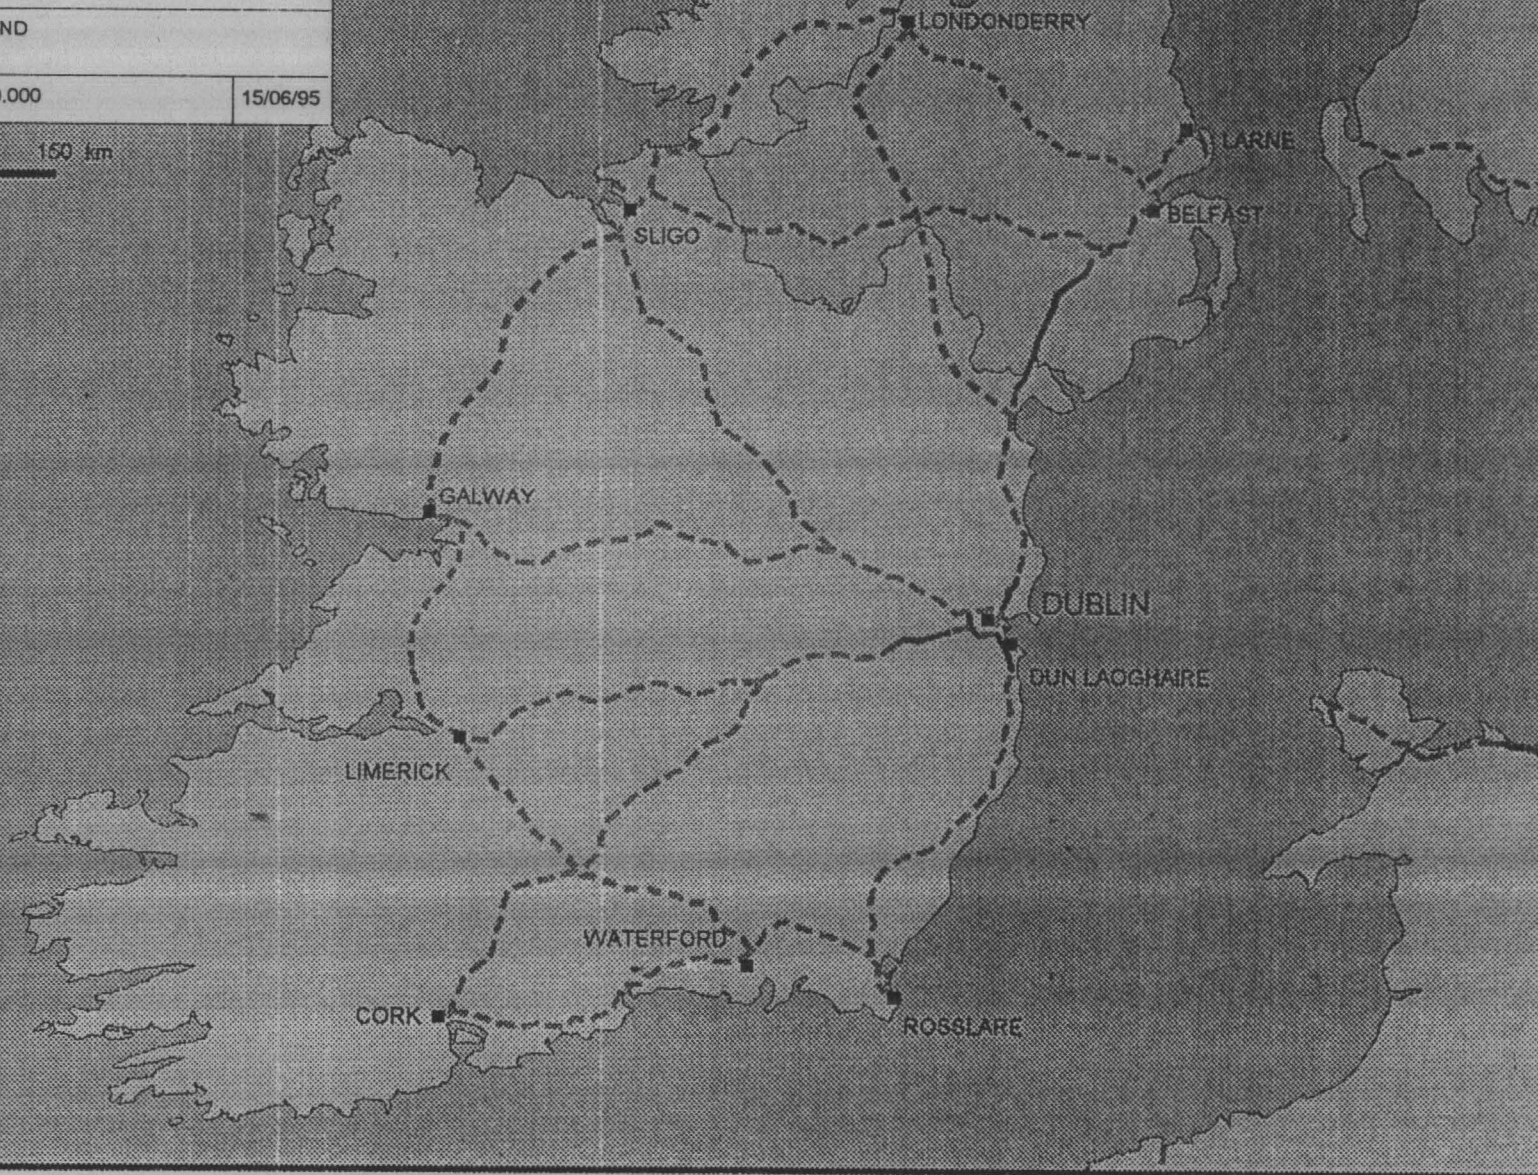 ND
0.000
15/06/95
150 km
LONDONDERRY
LARNE
BELFAST
SLIGO
GALWAY
DUBLIN
DUN LAOGHAIRE
LIMERICK
WATERFORD
CORK
ROSSLARE